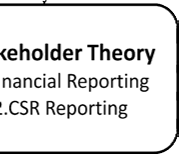 keholder Theory
nancial Reporting
2.CSR Reporting